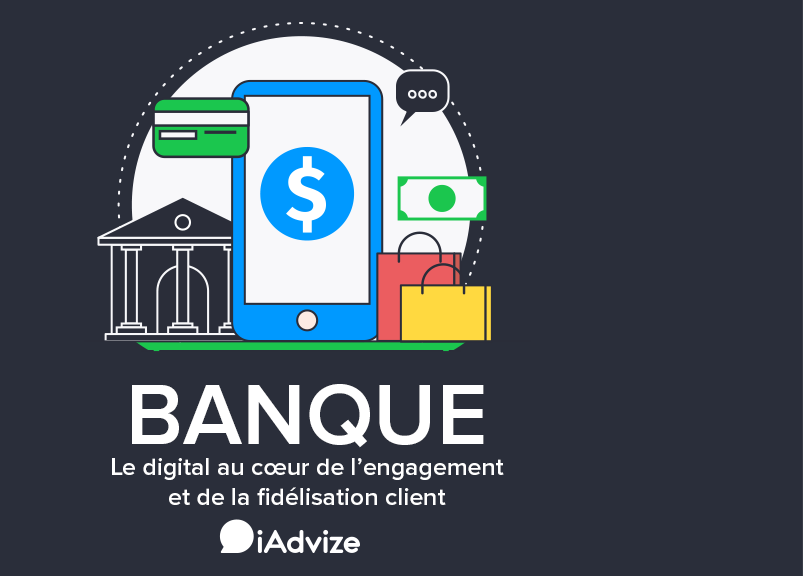 $
BANQUE
Le digital au cœur de l’engagement
et de la fidélisation client
iAdvize